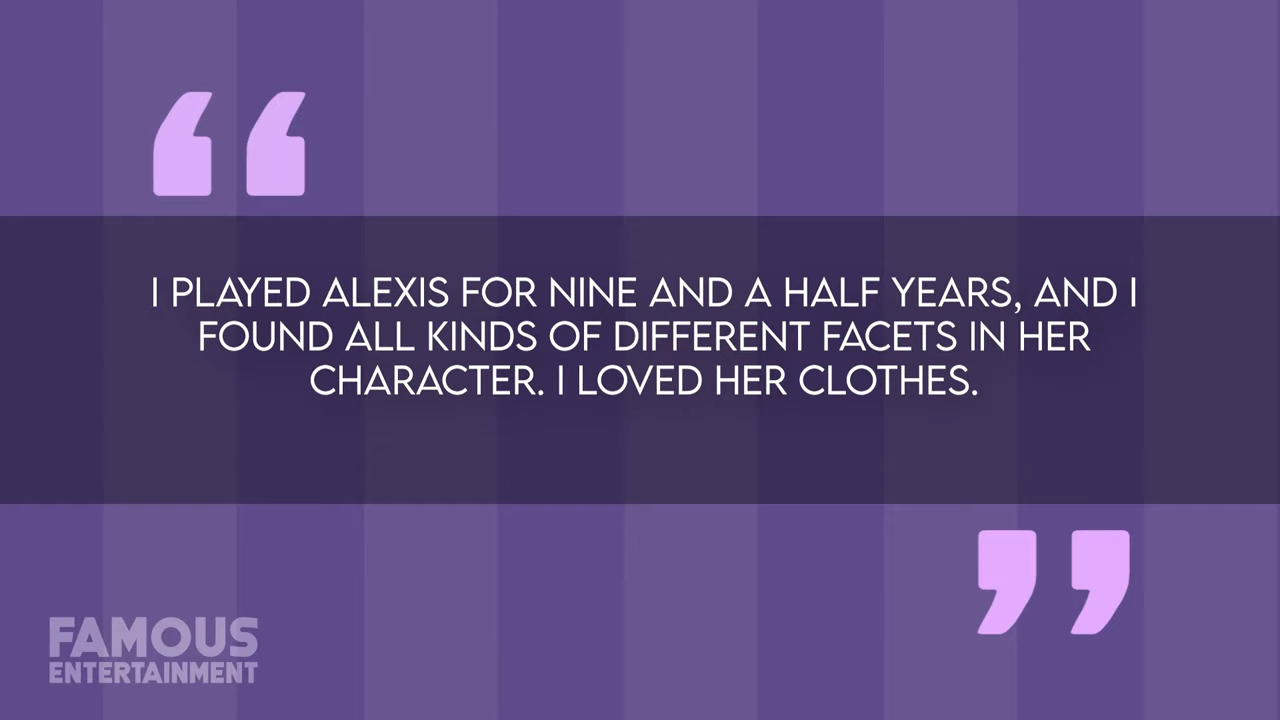 I PLAYED ALEXIS FOR NINE AND A HALF YEARS, AND I
FOUND ALL KINDS OF DIFFERENT FACETS IN HER
CHARACTER. I LOVED HER CLOTHES.
FAMOUS
ENTERTAINMENT